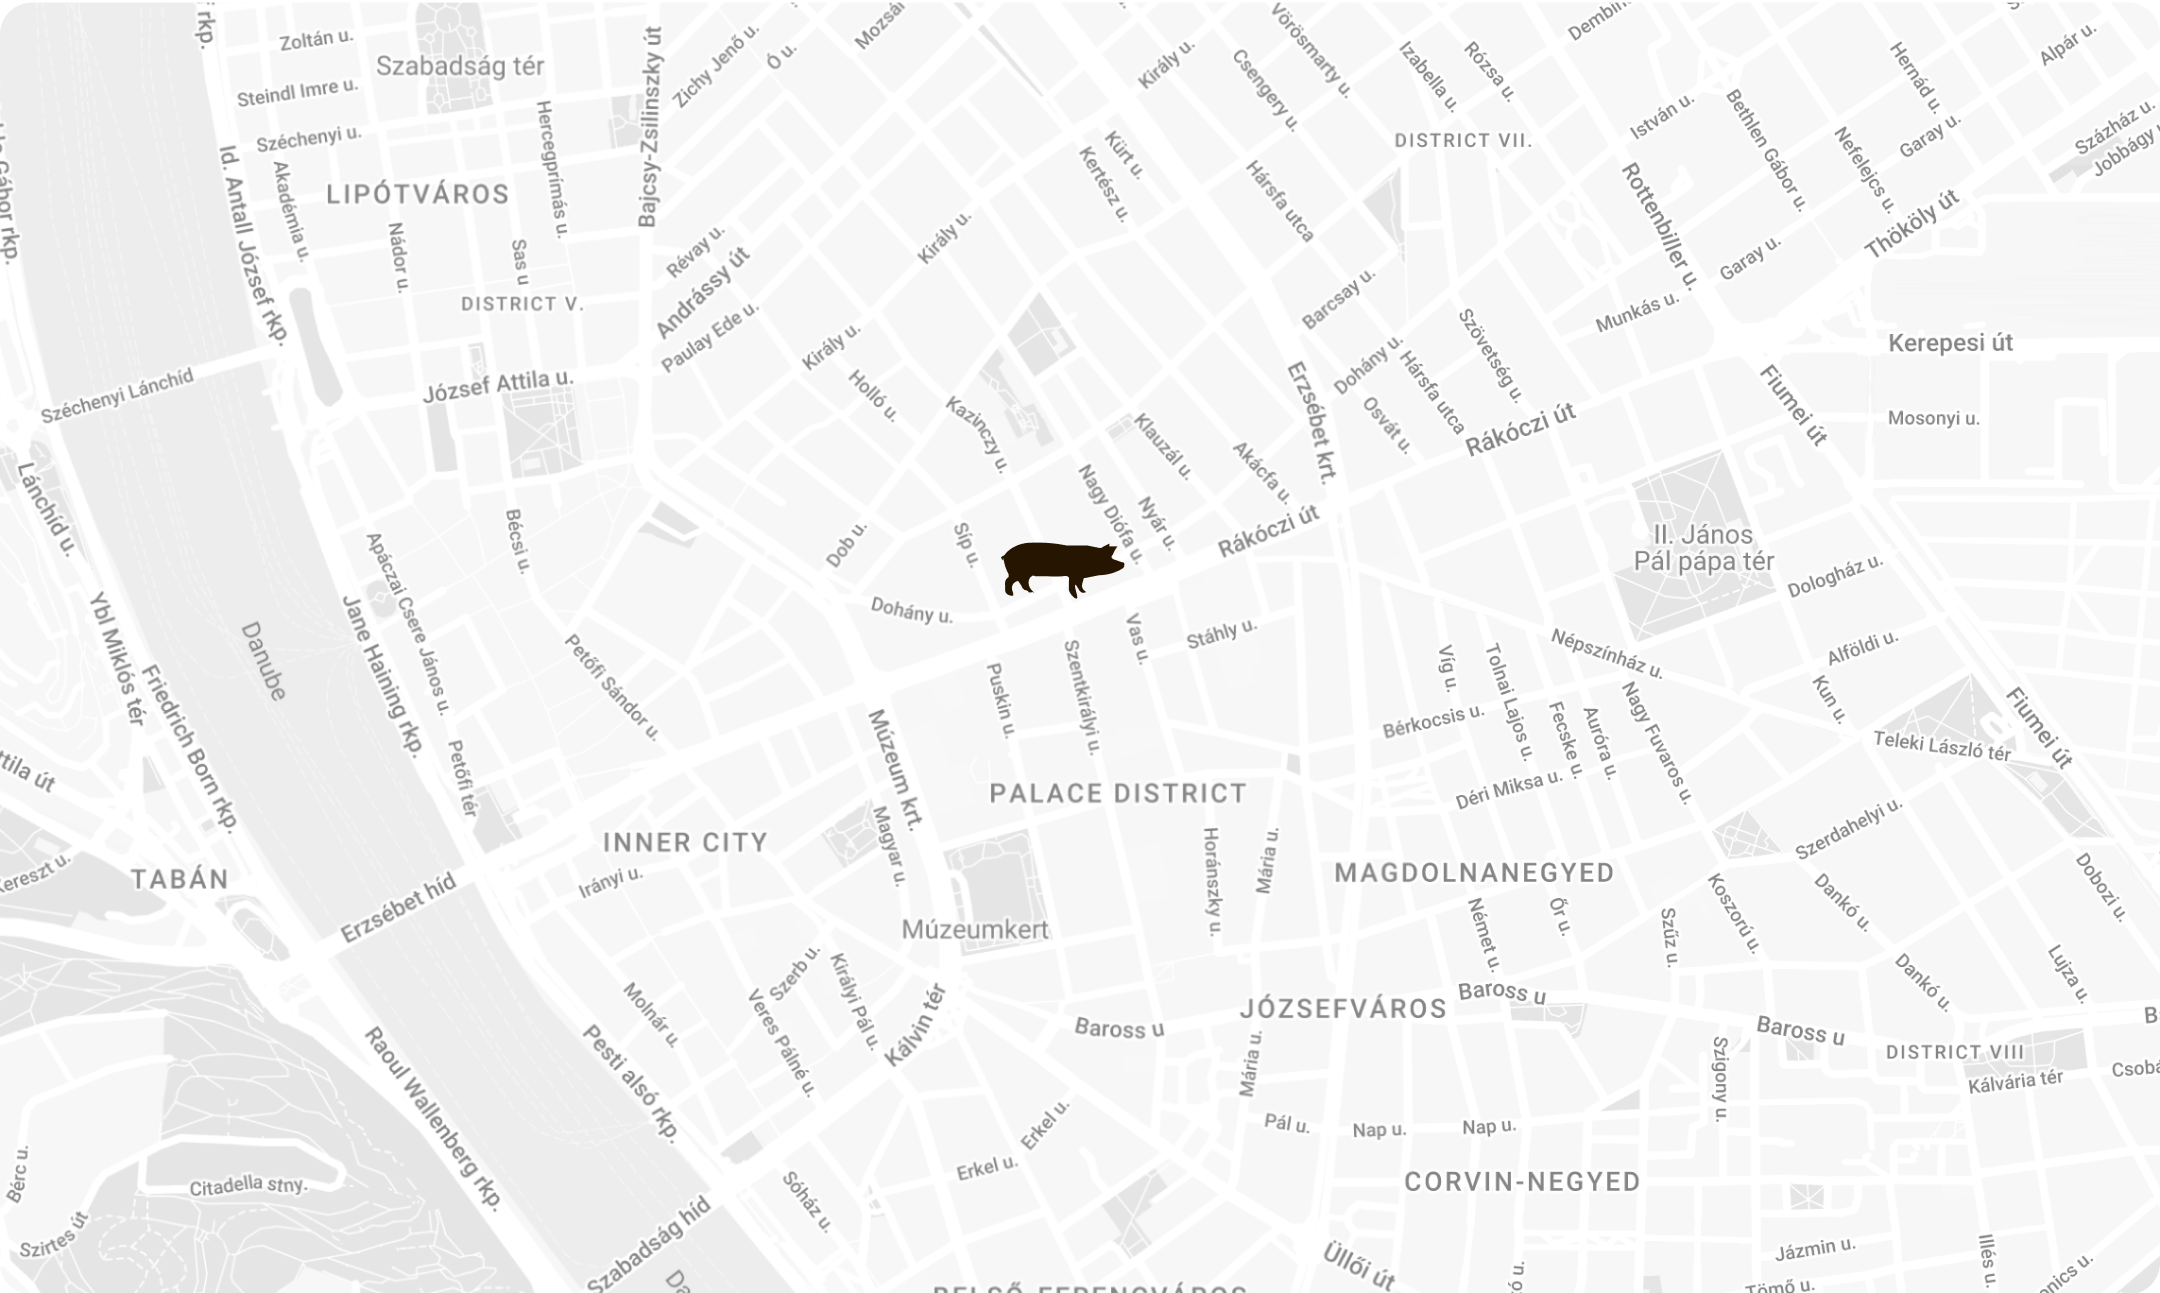 Zoltán u.
Szabadság tér
Steindl Imre u.
Széchenyi u.
Akadémia u.
LIPÓTVÁROS
Hercegprímás u.
Nádor u.
Sas u
DISTRICT V.
Id. Antall József rkp.
rkp.
Bajcsy-Zsilinszky út
Zichy Jenő u.
Ó u.
Révay u.
Andrássy út
Paulay Ede u.
Király u.
Király u.
Király u.
Kürt u.
Kertész u.
Csengery u.
Vörösmarty u.
Izabella u.
Rózsa u.
DISTRICT VII.
Hársfa utca
Barcsay u.
Dohány u.
Hársfa utca
Osvát u.
Szövetség u.
István u.
Rottenbiller u.
Bethlen Gábor u.
Nefelejcs u.
Hernád u.
Garay u.
Alpár u.
Százház u.
Jobbágy
Thököly út
Garay u.
Munkás u.
Kerepesi út
Mosonyi u.
Fiumei út
Rákóczi út
Erzsébet krt.
Akácfa u.
Klauzál u.
Nyár u.
Nagy Diófa u.
Rákóczi út
Kazinczy u.
Holló u.
Síp u.
Dob u.
Dohány u.
József Attila u.
Széchenyi Lánchíd
Lánchíd u.
Ybl Miklós tér
Friedrich Born rkp.
Danube
Jane Haining rkp.
Apáczai Csere János u.
Bécsi u.
Petőfi Sándor u.
Petőfi tér
II. János
Pál pápa tér
Dologház u.
Népszínház u.
Alföldi u.
Kun u.
Fiumei út
Teleki László tér
Vas u.
Stáhly u.
Szentkirályi u.
Puskin u.
Múzeum krt.
Víg u.
Tolnai Lajos u.
Bérkocsis u.
Fecske u.
Auróra u.
Nagy Fuvaros u.
Déri Miksa u.
PALACE DISTRICT
INNER CITY
Magyar u.
Irányi u.
TABÁN
Erzsébet híd
Múzeumkert
Horánszky u.
Mária u.
MAGDOLNANEGYED
Szerdahelyi u.
Dobozi u.
Koszorú u.
Dankó u.
Német u.
Őr u.
Szűz u.
Dankó u.
Lujza u.
Szerb u.
Királyi Pál u.
Veres Pálné u.
Molnár u.
Kálvin tér
JÓZSEFVÁROS
Baross u
Baross u
Baross u
Mária u.
Szigony u.
DISTRICT VIII
Kálvária tér
Raoul Wallenberg rkp.
Pesti alsó rkp.
Erkel u.
Erkel u.
Pál u.
Nap u.
Nap u.
CORVIN-NEGYED
Bérc u.
Citadella stny.
Szirtes út
Szabadság híd
Sóház u.
Üllői út
Jázmin u.
Tömő u.
Illés u.